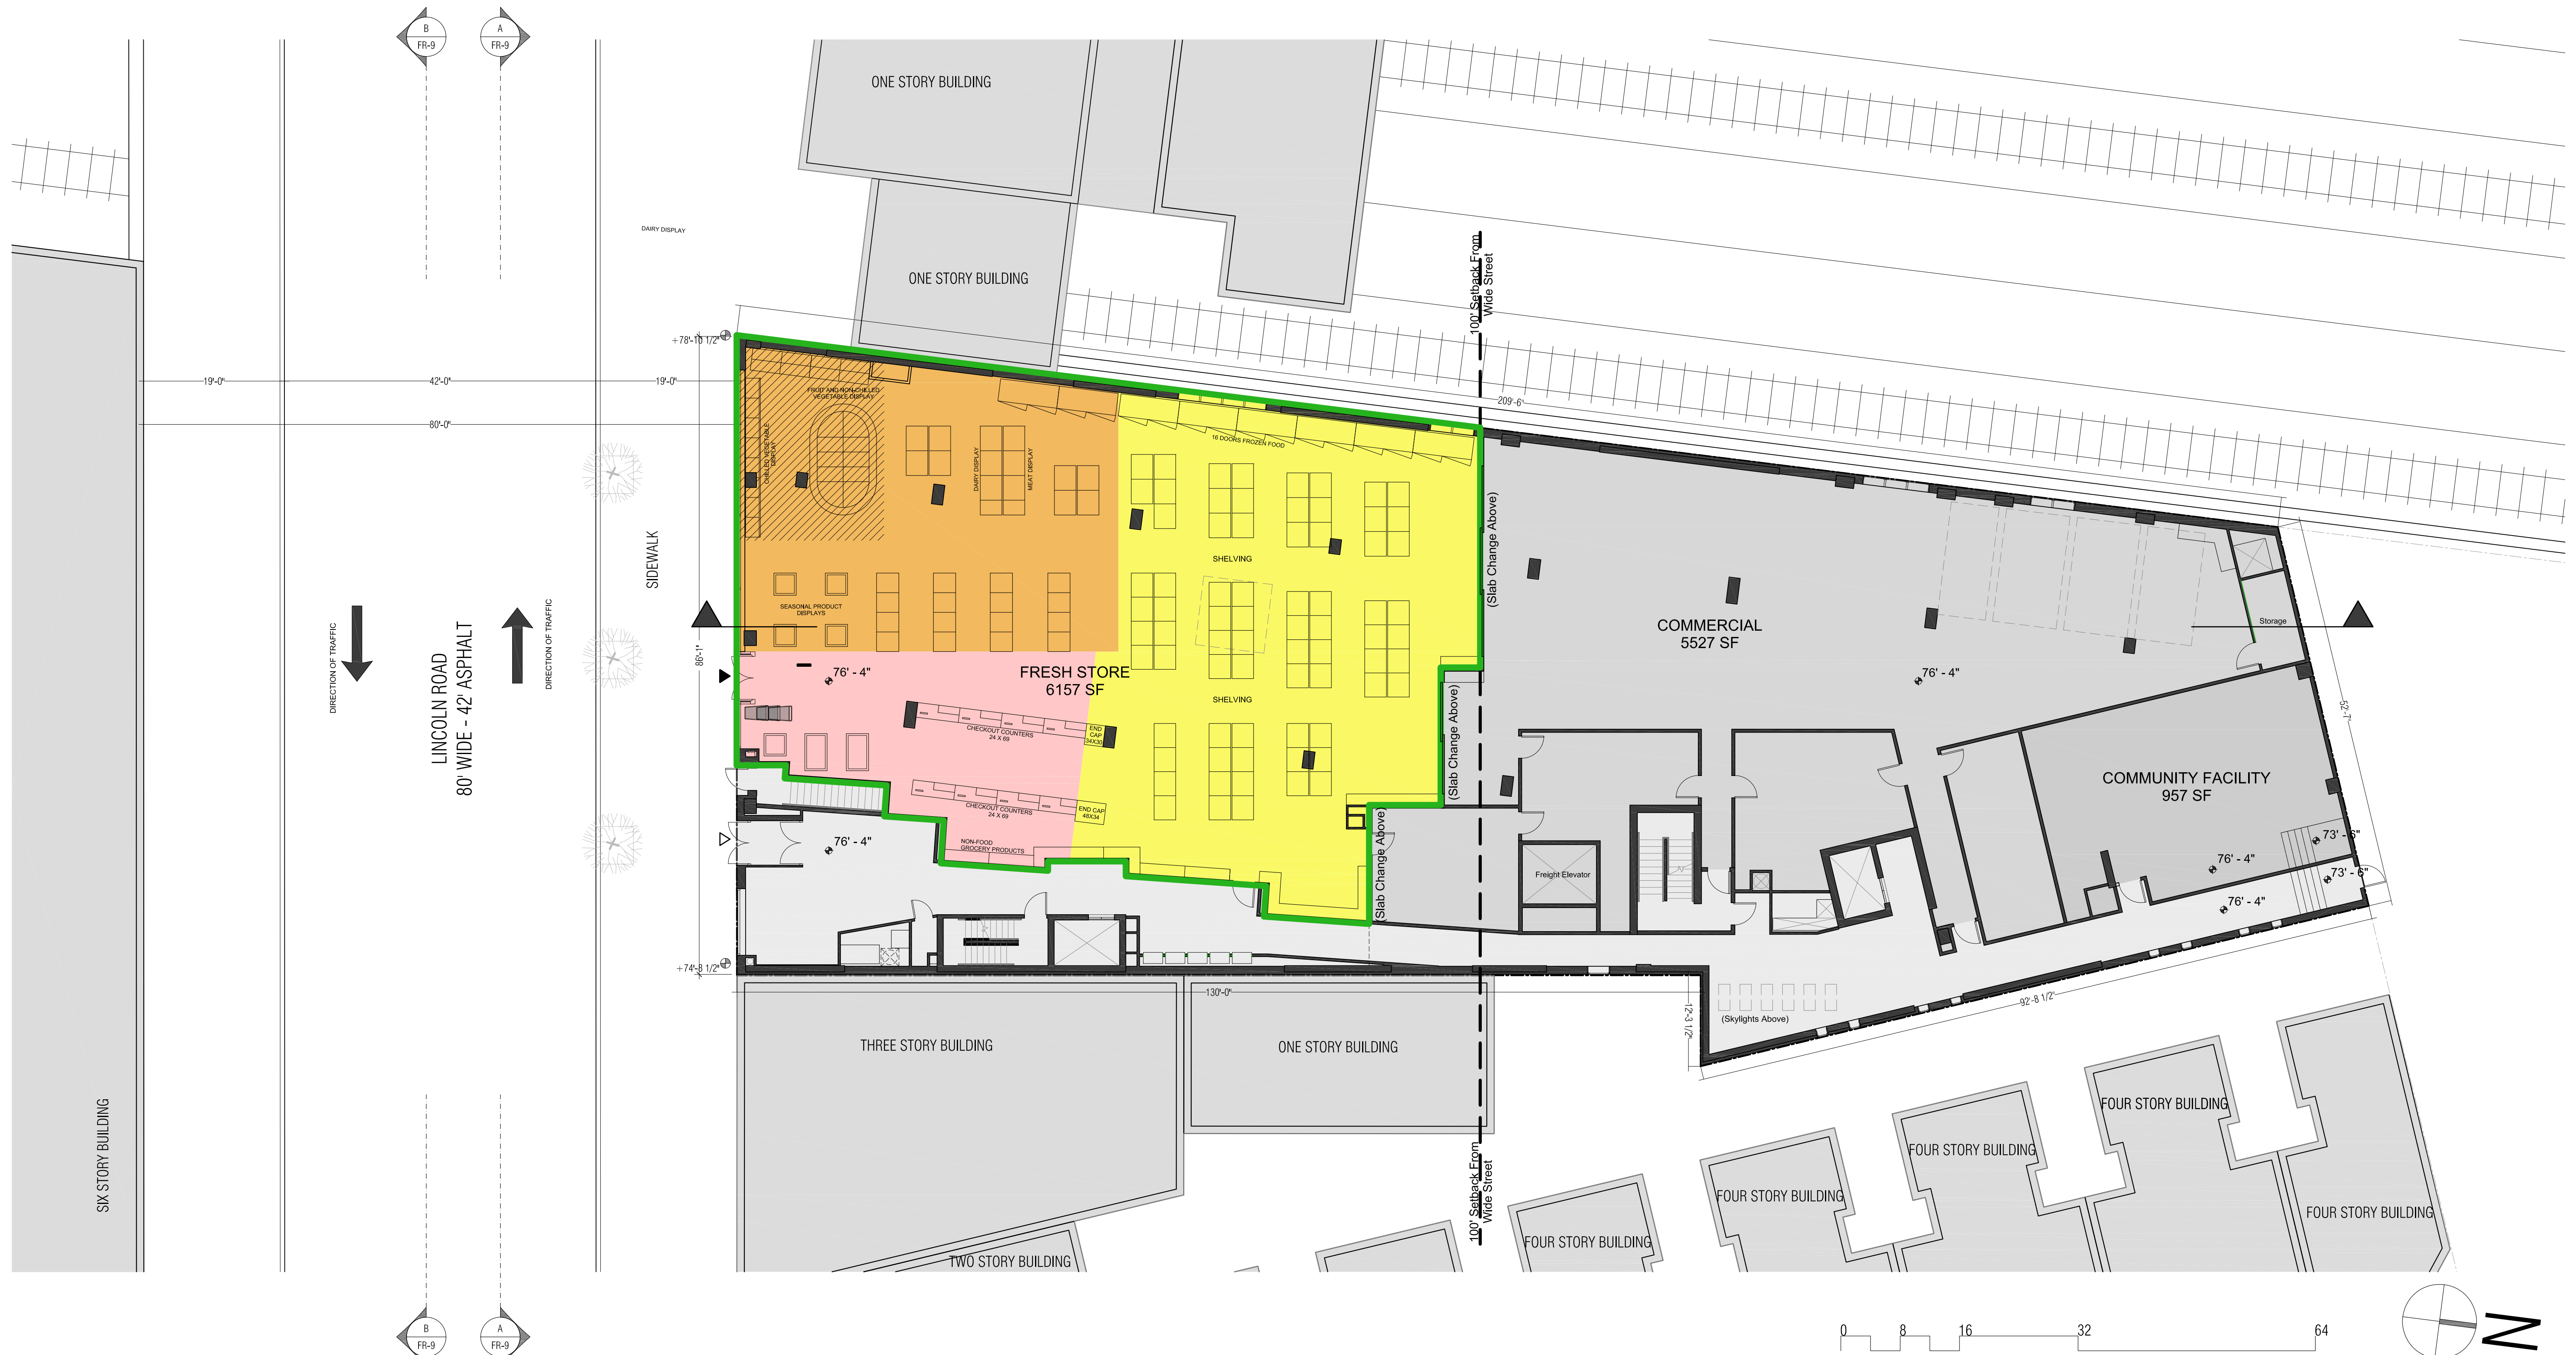 B
FR-9
A
FR-9
ONE STORY BUILDING
DAIRY DISPLAY
ONE STORY BUILDING
100' Setback From
Wide Street
+78'-10 1/2"
19'-0"
42'-0"
19'-0"
80'-0"
209'-6"
FRUIT AND NON-CHILLED
VEGETABLE DISPLAY
CHILLED VEGETABLE
DISPLAY
DAIRY DISPLAY
MEAT DISPLAY
16 DOORS FROZEN FOOD
SHELVING
(Slab Change Above)
SIDEWALK
SEASONAL PRODUCT
DISPLAYS
DIRECTION OF TRAFFIC
LINCOLN ROAD
80' WIDE - 42' ASPHALT
DIRECTION OF TRAFFIC
86'-1"
76' - 4"
FRESH STORE
6157 SF
SHELVING
COMMERCIAL
5527 SF
76' - 4"
Storage
52'-7"
CHECKOUT COUNTERS
24 X 69
END
CAP
34X30
(Slab Change Above)
CHECKOUT COUNTERS
24 X 69
END CAP
48X34
NON-FOOD
GROCERY PRODUCTS
76' - 4"
(Slab Change Above)
Freight Elevator
COMMUNITY FACILITY
957 SF
73' - 6"
76' - 4"
73' - 6"
76' - 4"
+74'-3 1/2"
130'-0"
12'-3 1/2"
(Skylights Above)
92'-8 1/2"
THREE STORY BUILDING
ONE STORY BUILDING
SIX STORY BUILDING
TWO STORY BUILDING
100' Setback From
Wide Street
FOUR STORY BUILDING
FOUR STORY BUILDING
FOUR STORY BUILDING
FOUR STORY BUILDING
FOUR STORY BUILDING
B
FR-9
A
FR-9
0 8 16 32 64
N